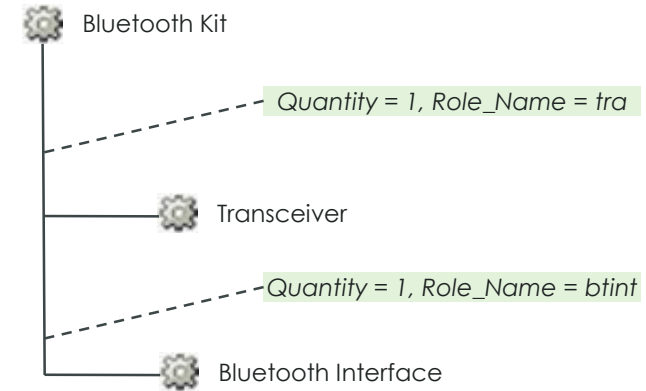 Bluetooth Kit
Quantity = 1, Role_Name = tra
Transceiver
Quantity = 1, Role_Name = btint
Bluetooth Interface